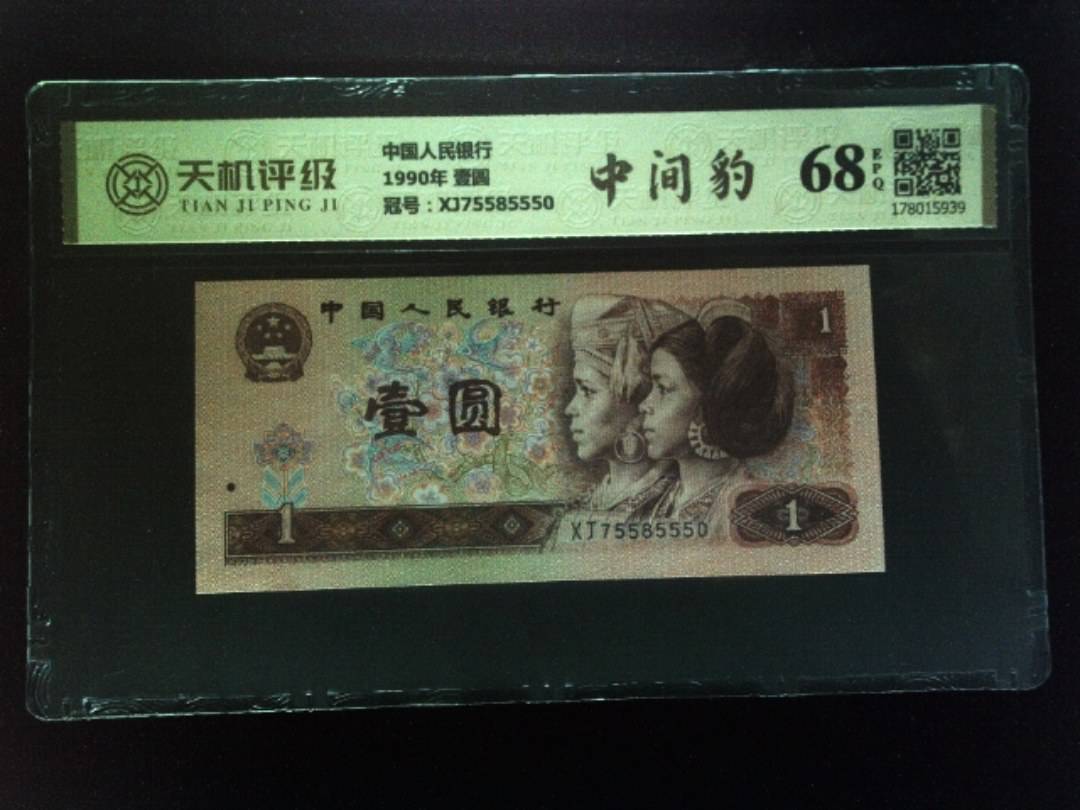 天机评级
TIAN JI PING JI
中国人民银行
1990年 壹圆
冠号：XJ75585550
中间豹
68
EPQ
178015939
中国人民银行
1
壹圆
1
XJ75585550
1